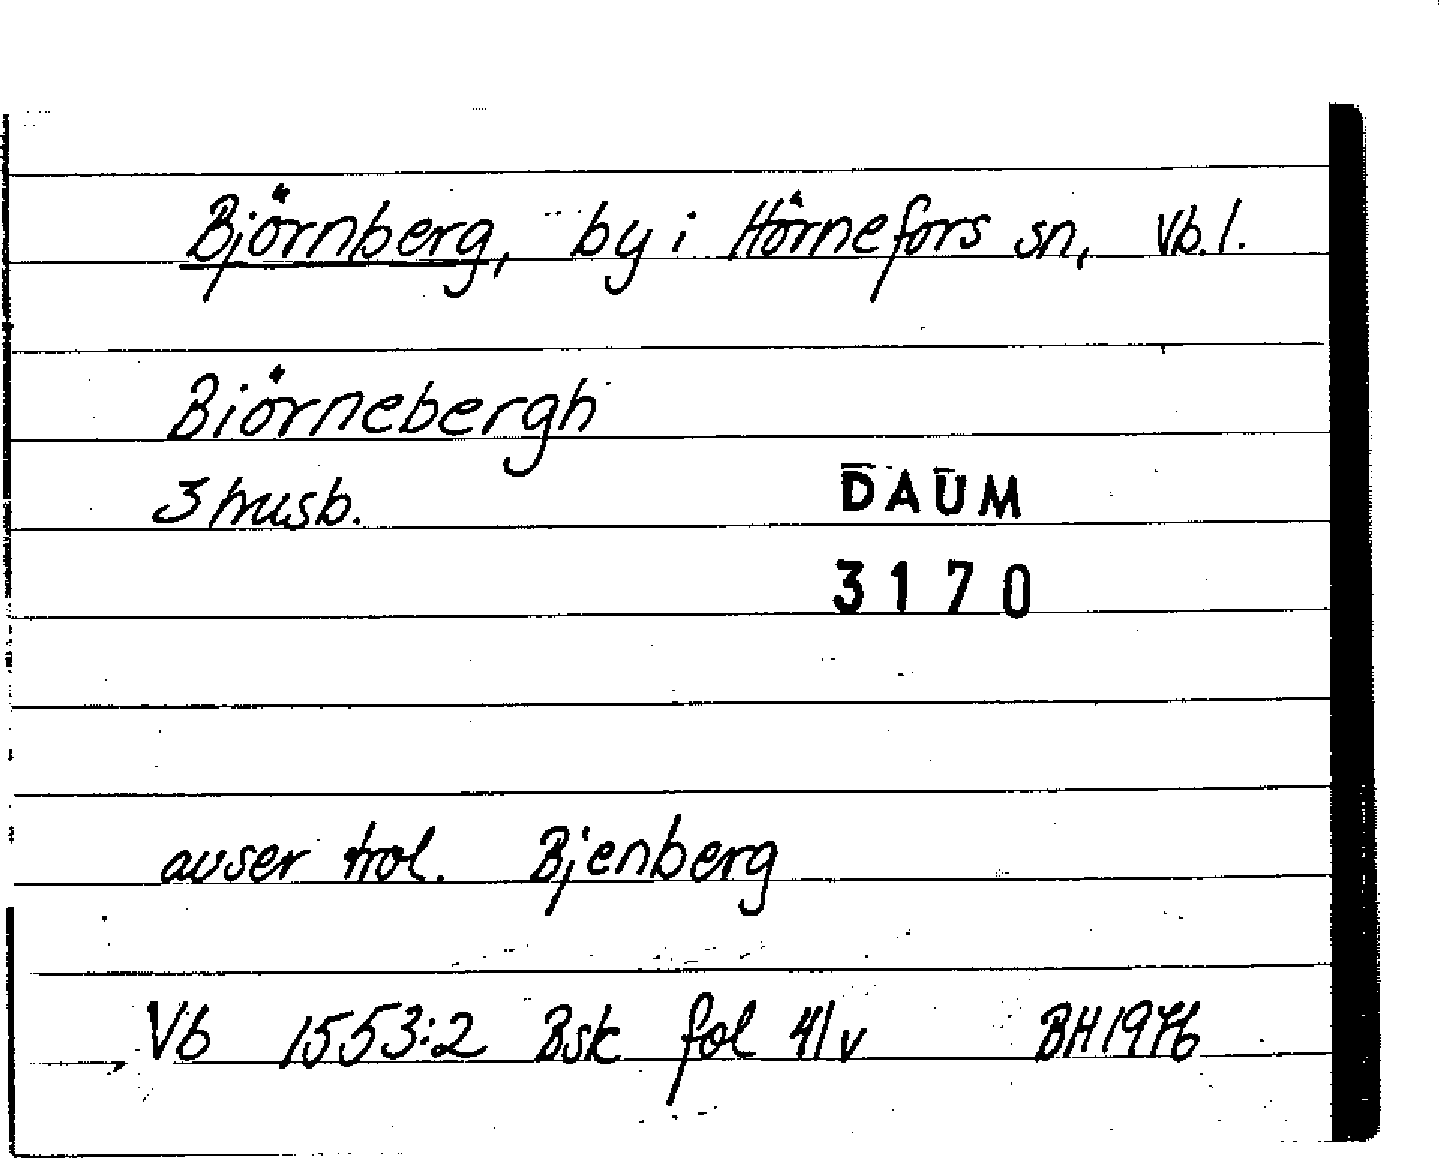 Björnberg, by i Hörnefors sn, Vb.l.
Biörnebergh
3 husb.
DAUM
3170
avser trol. Bjenberg
Vb 1553:2 Bsk fol 41v BH1976